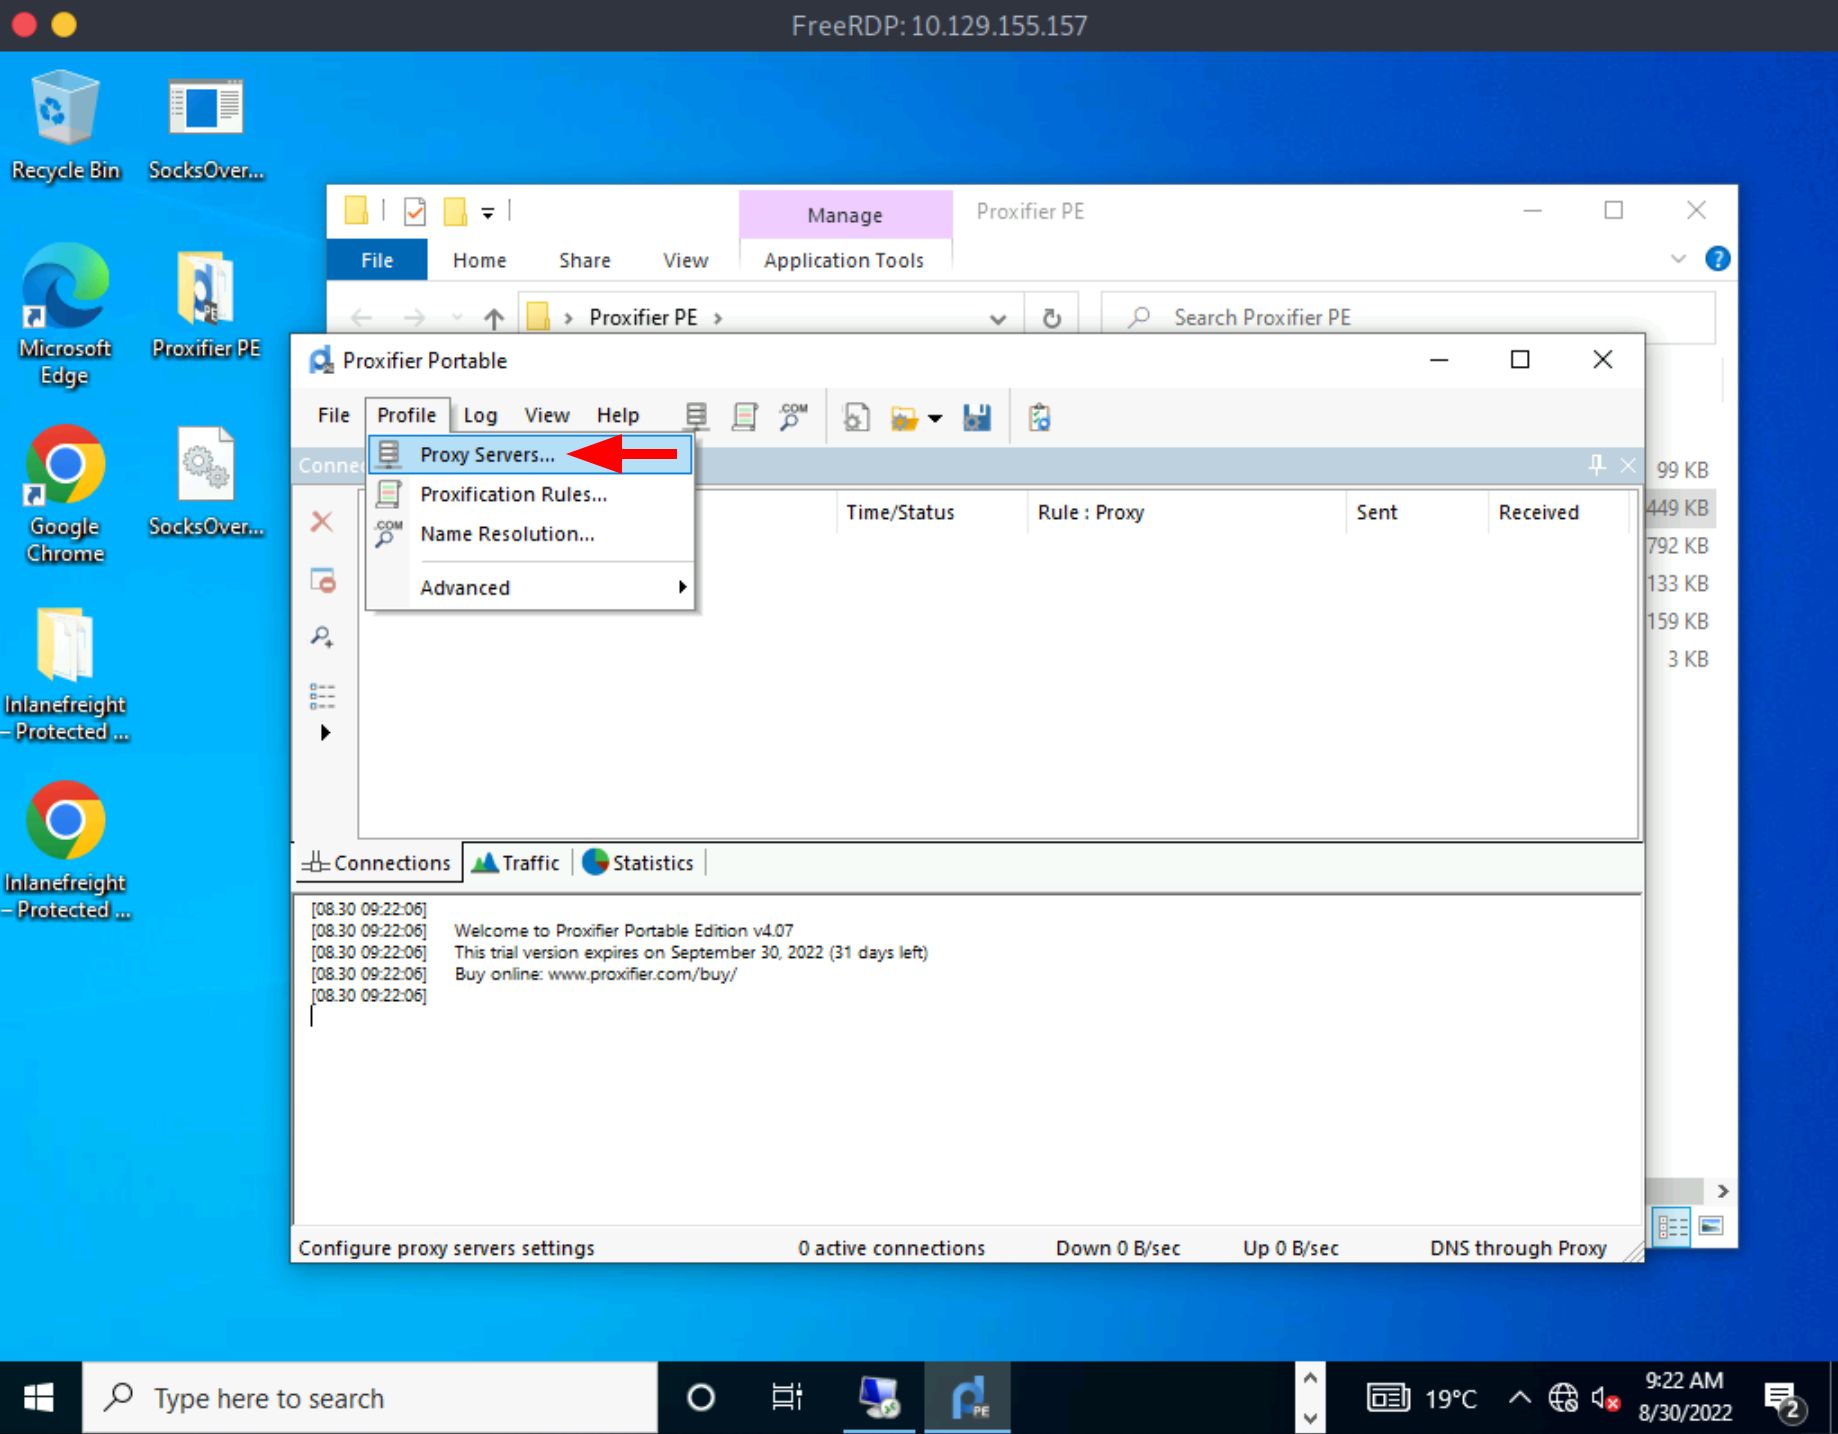 FreeRDP: 10.129.155.157
Recycle Bin
SocksOver...
Microsoft
Edge
Proxifier PE
Google
Chrome
SocksOver...
Inlanefreight
– Protected ...
Inlanefreight
– Protected ...
Manage
Proxifier PE
File
Home
Share
View
Application Tools
Proxifier PE
Search Proxifier PE
Proxifier Portable
File
Profile
Log
View
Help
.COM
Proxy Servers...
Proxification Rules...
.COM
Name Resolution...
Advanced
Connec
Time/Status
Rule : Proxy
Sent
Received
99 KB
449 KB
792 KB
133 KB
159 KB
3 KB
Connections
Traffic
Statistics
[08.30 09:22:06]
[08.30 09:22:06] Welcome to Proxifier Portable Edition v4.07
[08.30 09:22:06] This trial version expires on September 30, 2022 (31 days left)
[08.30 09:22:06] Buy online: www.proxifier.com/buy/
[08.30 09:22:06]
Configure proxy servers settings
0 active connections
Down 0 B/sec
Up 0 B/sec
DNS through Proxy
Type here to search
PE
19°C
9:22 AM
8/30/2022
2